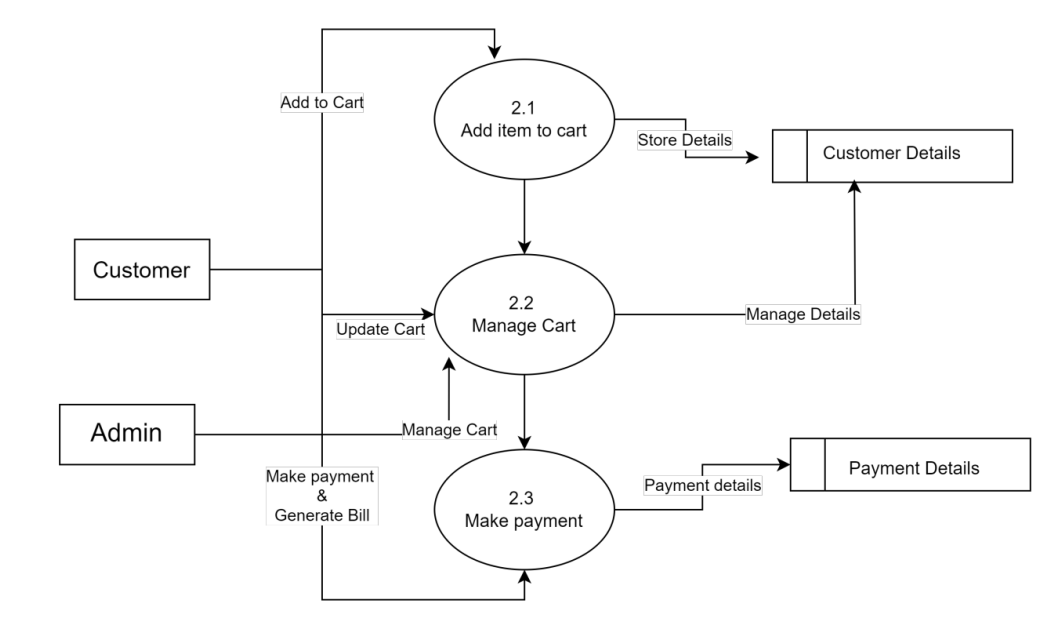 Add to Cart
2.1
Add item to cart
Store Details
Customer Details
Customer
2.2
Manage Cart
Update Cart
Manage Details
Admin
Manage Cart
Make payment
&
Generate Bill
2.3
Make payment
Payment details
Payment Details